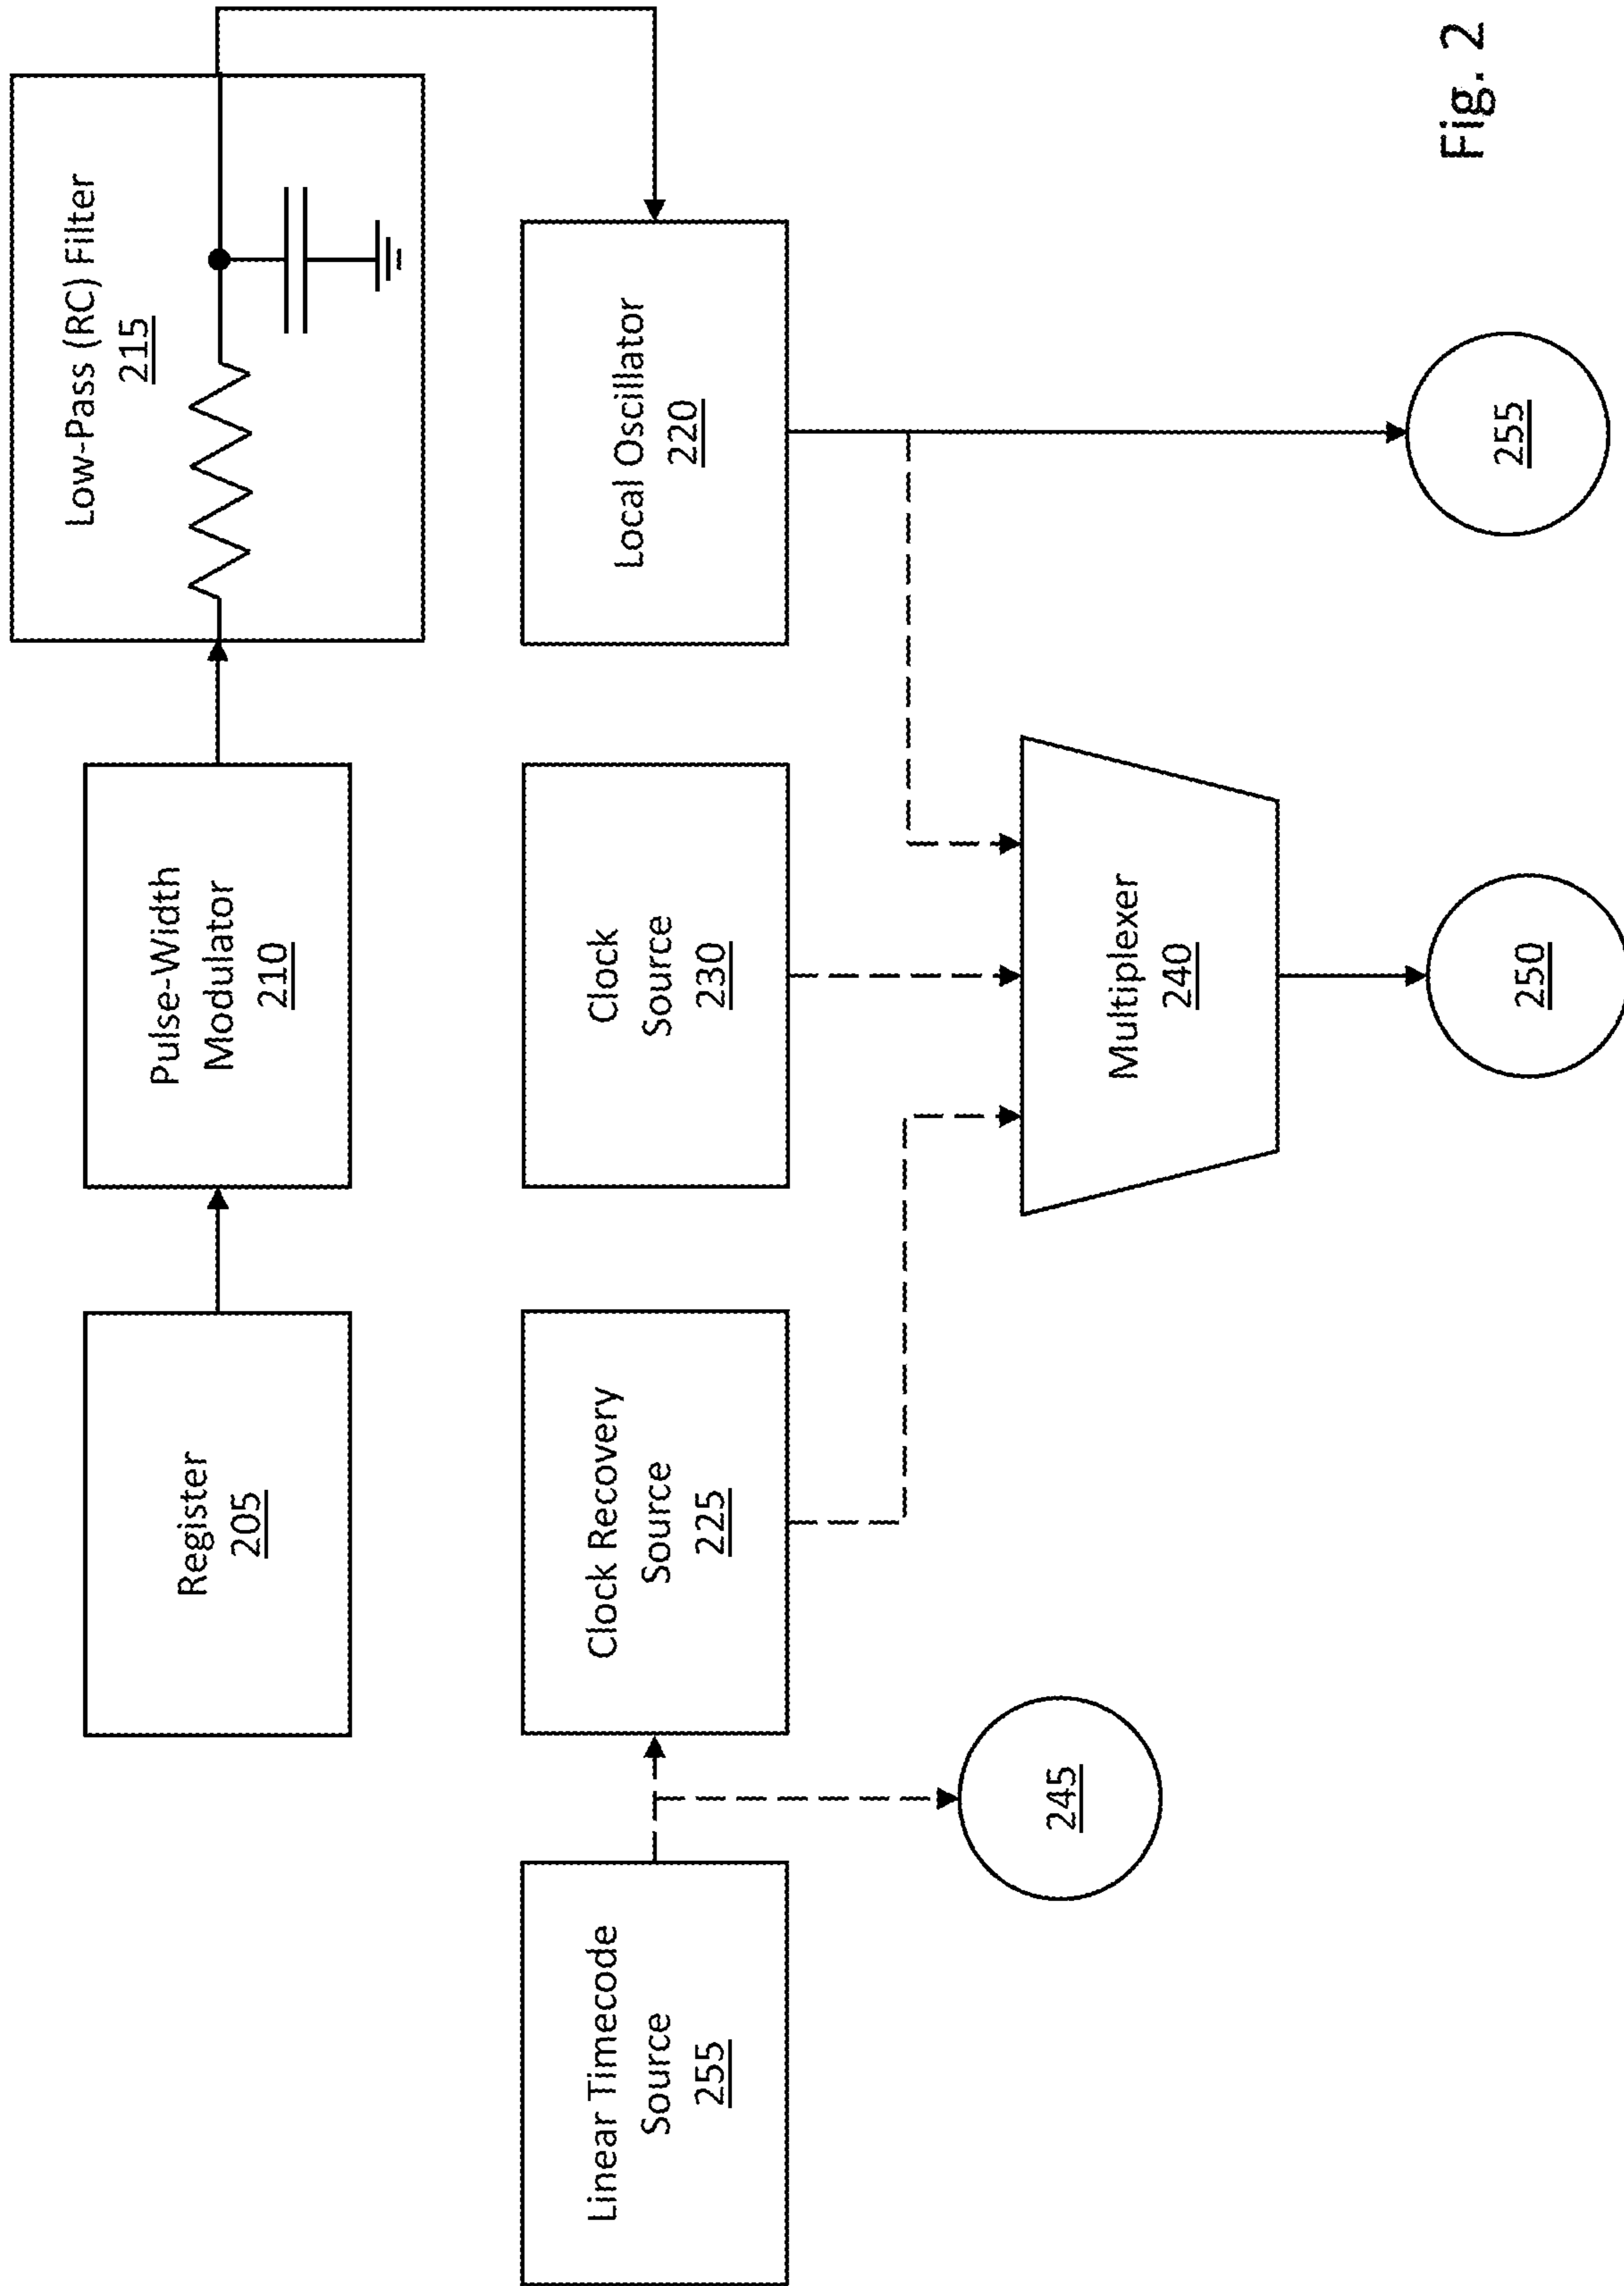 Register
205
Pulse-Width
Modulator
210
Low-Pass (RC) Filter
215
Linear Timecode
Source
255
Clock Recovery
Source
225
Clock
Source
230
Local Oscillator
220
245
Multiplexer
240
250
255
Fig. 2